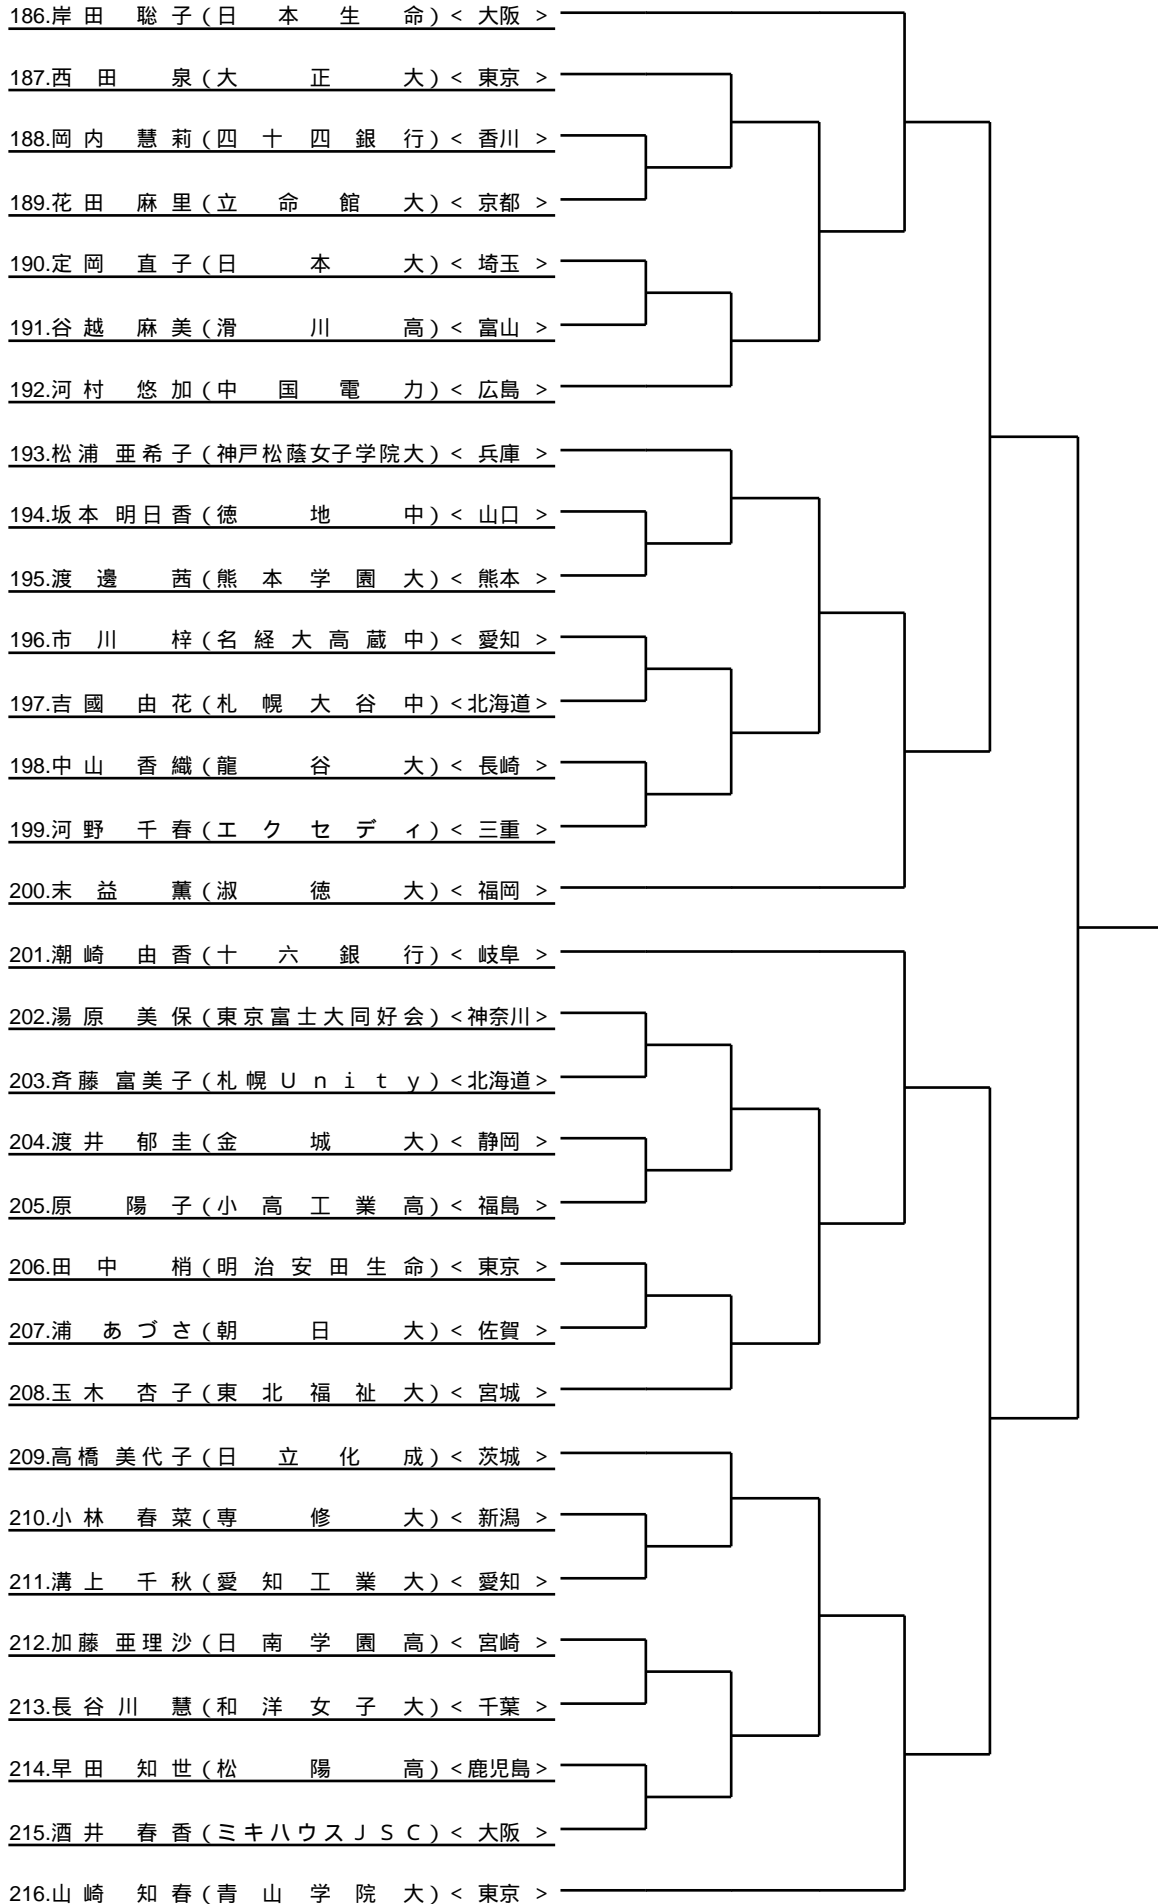 186.岸田 聡子(日本生命)< 大阪 >
187.西田 泉(大正大)< 東京 >
188.岡内 慧莉(四十四銀行)< 香川 >
189.花田 麻里(立命館大)< 京都 >
190.定岡 直子(日本大)< 埼玉 >
191.谷越 麻美(滑川高)< 富山 >
192.河村 悠加(中国電力)< 広島 >
193.松浦 亜希子(神戸松蔭女子学院大)< 兵庫 >
194.坂本 明日香(徳地中)< 山口 >
195.渡邊 茜(熊本学園大)< 熊本 >
196.市川 梓(名経大高蔵中)< 愛知 >
197.吉國 由花(札幌大谷中)<北海道>
198.中山 香織(龍谷大)< 長崎 >
199.河野 千春(エクセディ)< 三重 >
200.末益 薫(淑徳大)< 福岡 >
201.潮崎 由香(十六銀行)< 岐阜 >
202.湯原 美保(東京富士大同好会)<神奈川>
203.斉藤 富美子(札幌Unity)<北海道>
204.渡井 郁圭(金城大)< 静岡 >
205.原 陽子(小高工業高)< 福島 >
206.田中 梢(明治安田生命)< 東京 >
207.浦 あづさ(朝日大)< 佐賀 >
208.玉木 杏子(東北福祉大)< 宮城 >
209.高橋 美代子(日立化成)< 茨城 >
210.小林 春菜(専修大)< 新潟 >
211.溝上 千秋(愛知工業大)< 愛知 >
212.加藤 亜理沙(日南学園高)< 宮崎 >
213.長谷川 慧(和洋女子大)< 千葉 >
214.早田 知世(松陽高)<鹿児島>
215.酒井 春香(ミキハウスJSC)< 大阪 >
216.山崎 知春(青山学院大)< 東京 >